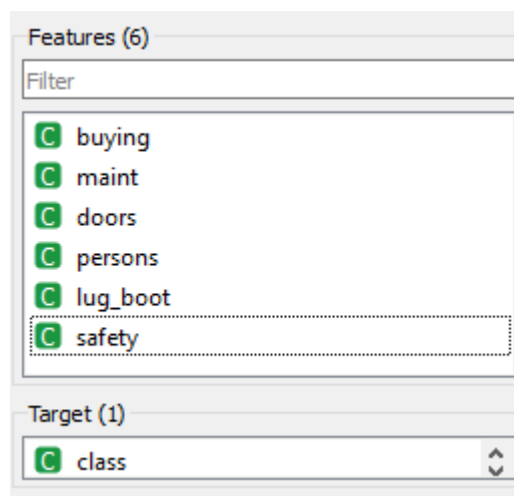 Features (6)
Filter
C buying
C maint
C doors
C persons
C lug_boot
C safety
Target (1)
C class